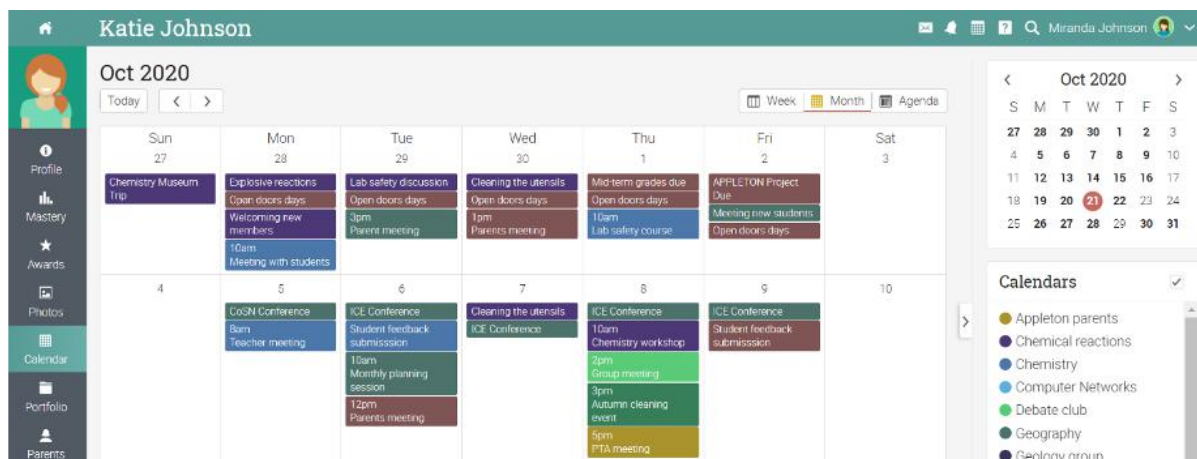 Katie Johnson
Miranda Johnson
Oct 2020
Today
Week Month Agenda
Sun Mon Tue Wed Thu Fri Sat
27 28 29 30 1 2 3
Chemistry Museum
Trip
Explosive reactions
Open doors days
Welcoming new
members
10am
Meeting with students
Lab safety discussion
Open doors days
3pm
Parent meeting
Cleaning the utensils
Open doors days
1pm
Parents meeting
Mid-term grades due
Open doors days
10am
Lab safety course
APPLETON Project
Due
Meeting new students
Open doors days
4 5 6 7 8 9 10
CoSN Conference
8am
Teacher meeting
ICE Conference
Student feedback
submisssion
10am
Monthly planning
session
12pm
Parents meeting
Cleaning the utensils
ICE Conference
ICE Conference
10am
Chemistry workshop
2pm
Group meeting
3pm
Autumn cleaning
event
5pm
PTA meeting
ICE Conference
Student feedback
submisssion
Profile
Mastery
Awards
Photos
Calendar
Portfolio
Parents
Oct 2020
S M T W T F S
27 28 29 30 1 2 3
4 5 6 7 8 9 10
11 12 13 14 15 16 17
18 19 20 21 22 23 24
25 26 27 28 29 30 31
Calendars
Appleton parents
Chemical reactions
Chemistry
Computer Networks
Debate club
Geography
Geology group